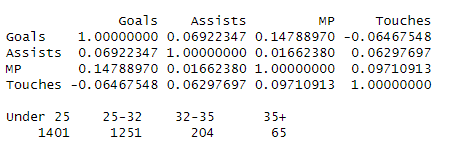 Goals Assists MP Touches
Goals 1.00000000 0.06922347 0.14788970 -0.06467548
Assists 0.06922347 1.00000000 0.01662380 0.06297697
MP 0.14788970 0.01662380 1.00000000 0.09710913
Touches -0.06467548 0.06297697 0.09710913 1.00000000
Under 25 25-32 32-35 35+
1401 1251 204 65